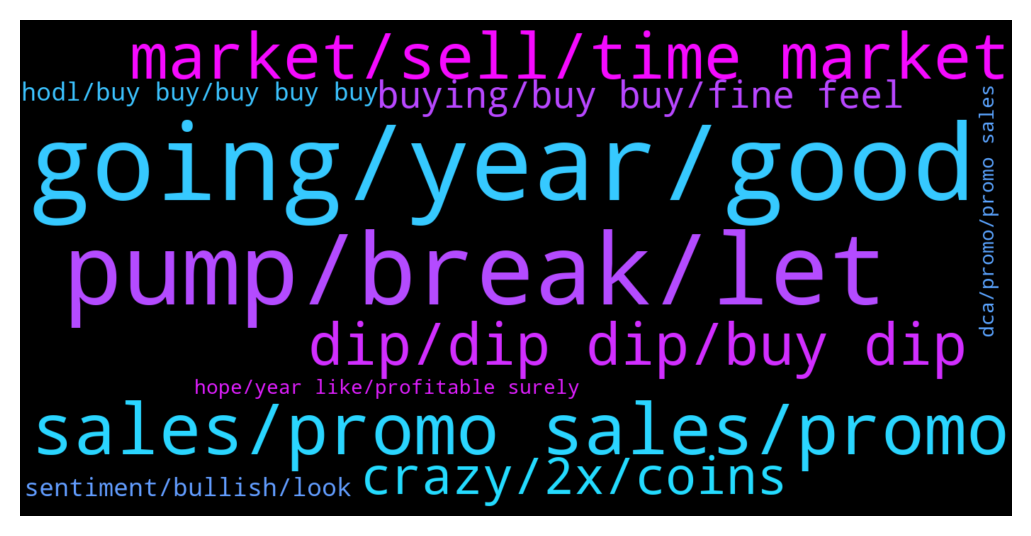 market/sell/time market
hodl/buy buy/buy buy buy
buying/buy buy/fine feel
going/year/good
dca/promo/promo sales
pump/break/let
dip/dip dip/buy dip
hope/year like/profitable surely
sales/promo sales/promo
crazy/2x/coins
sentiment/bullish/look